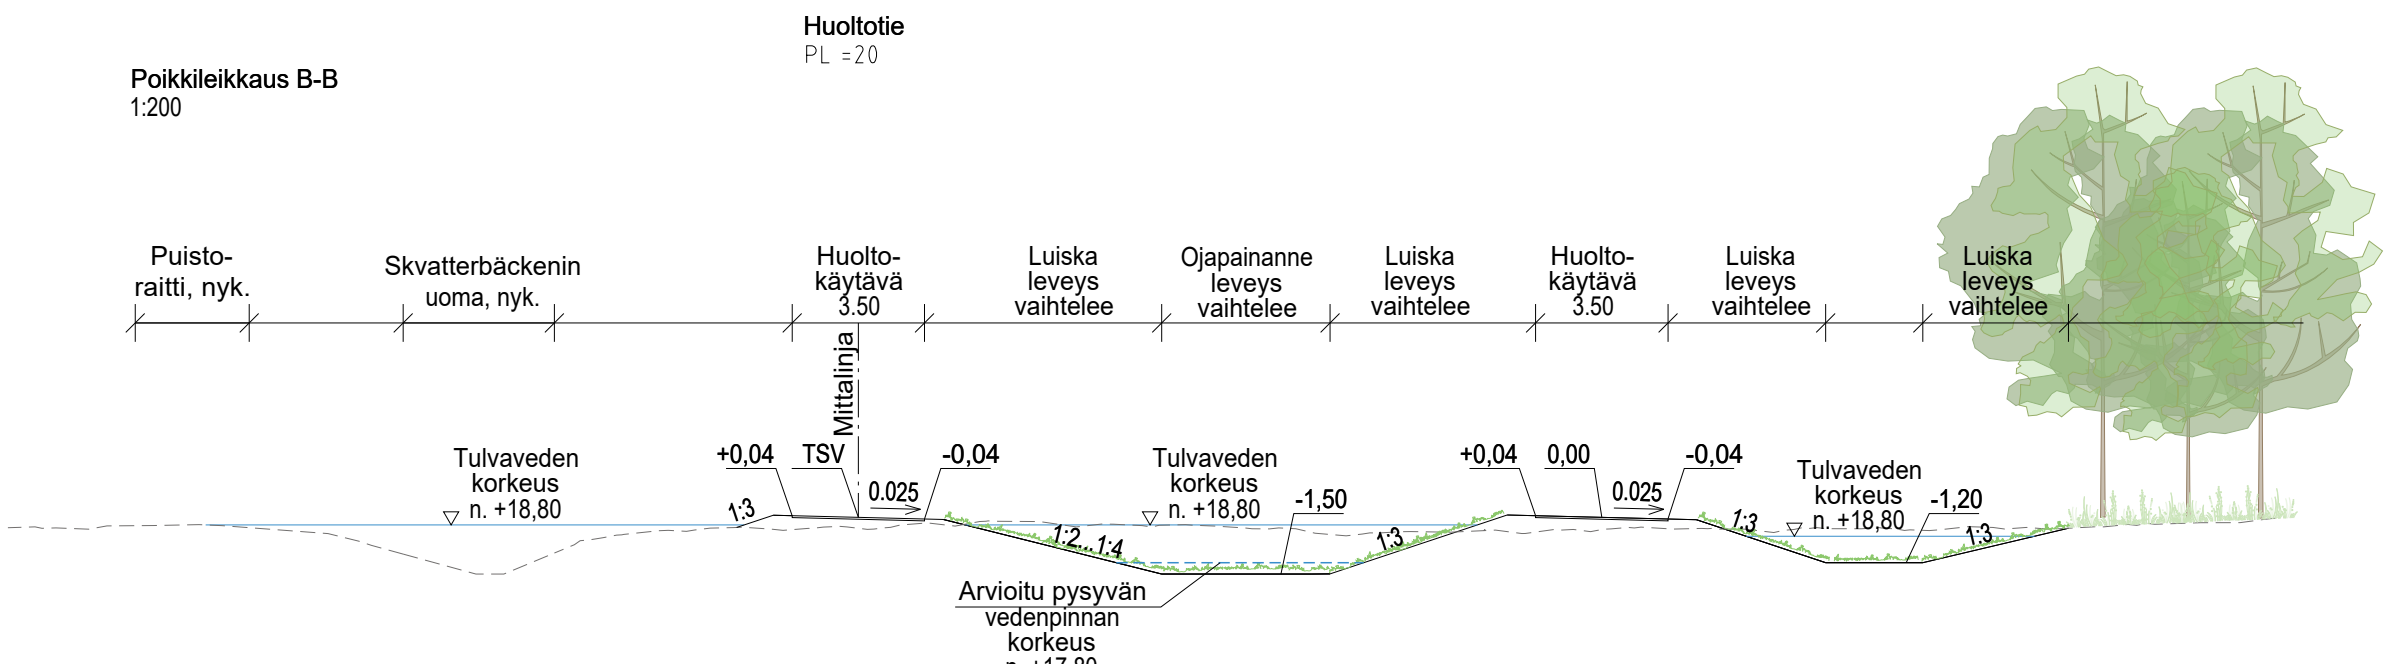 Huoltotie
PL =20
Poikkileikkaus B-B
1:200
Puisto-
raitti, nyk.
Skvatterbäckenin
uoma, nyk.
Huolto-
käytävä
3.50
Luiska
leveys
vaihtelee
Ojapainanne
leveys
vaihtelee
Luiska
leveys
vaihtelee
Huolto-
käytävä
3.50
Luiska
leveys
vaihtelee
Luiska
leveys
vaihtelee
Mittalinja
Tulvaveden
korkeus
n. +18,80
1:3
+0,04
TSV
0.025
-0,04
1:2...1:4
Tulvaveden
korkeus
n. +18,80
-1,50
1:3
+0,04
0,00
0.025
-0,04
1:3
Tulvaveden
korkeus
n. +18,80
-1,20
1:3
Arvioitu pysyvän
vedenpinnan
korkeus
n. +17,80